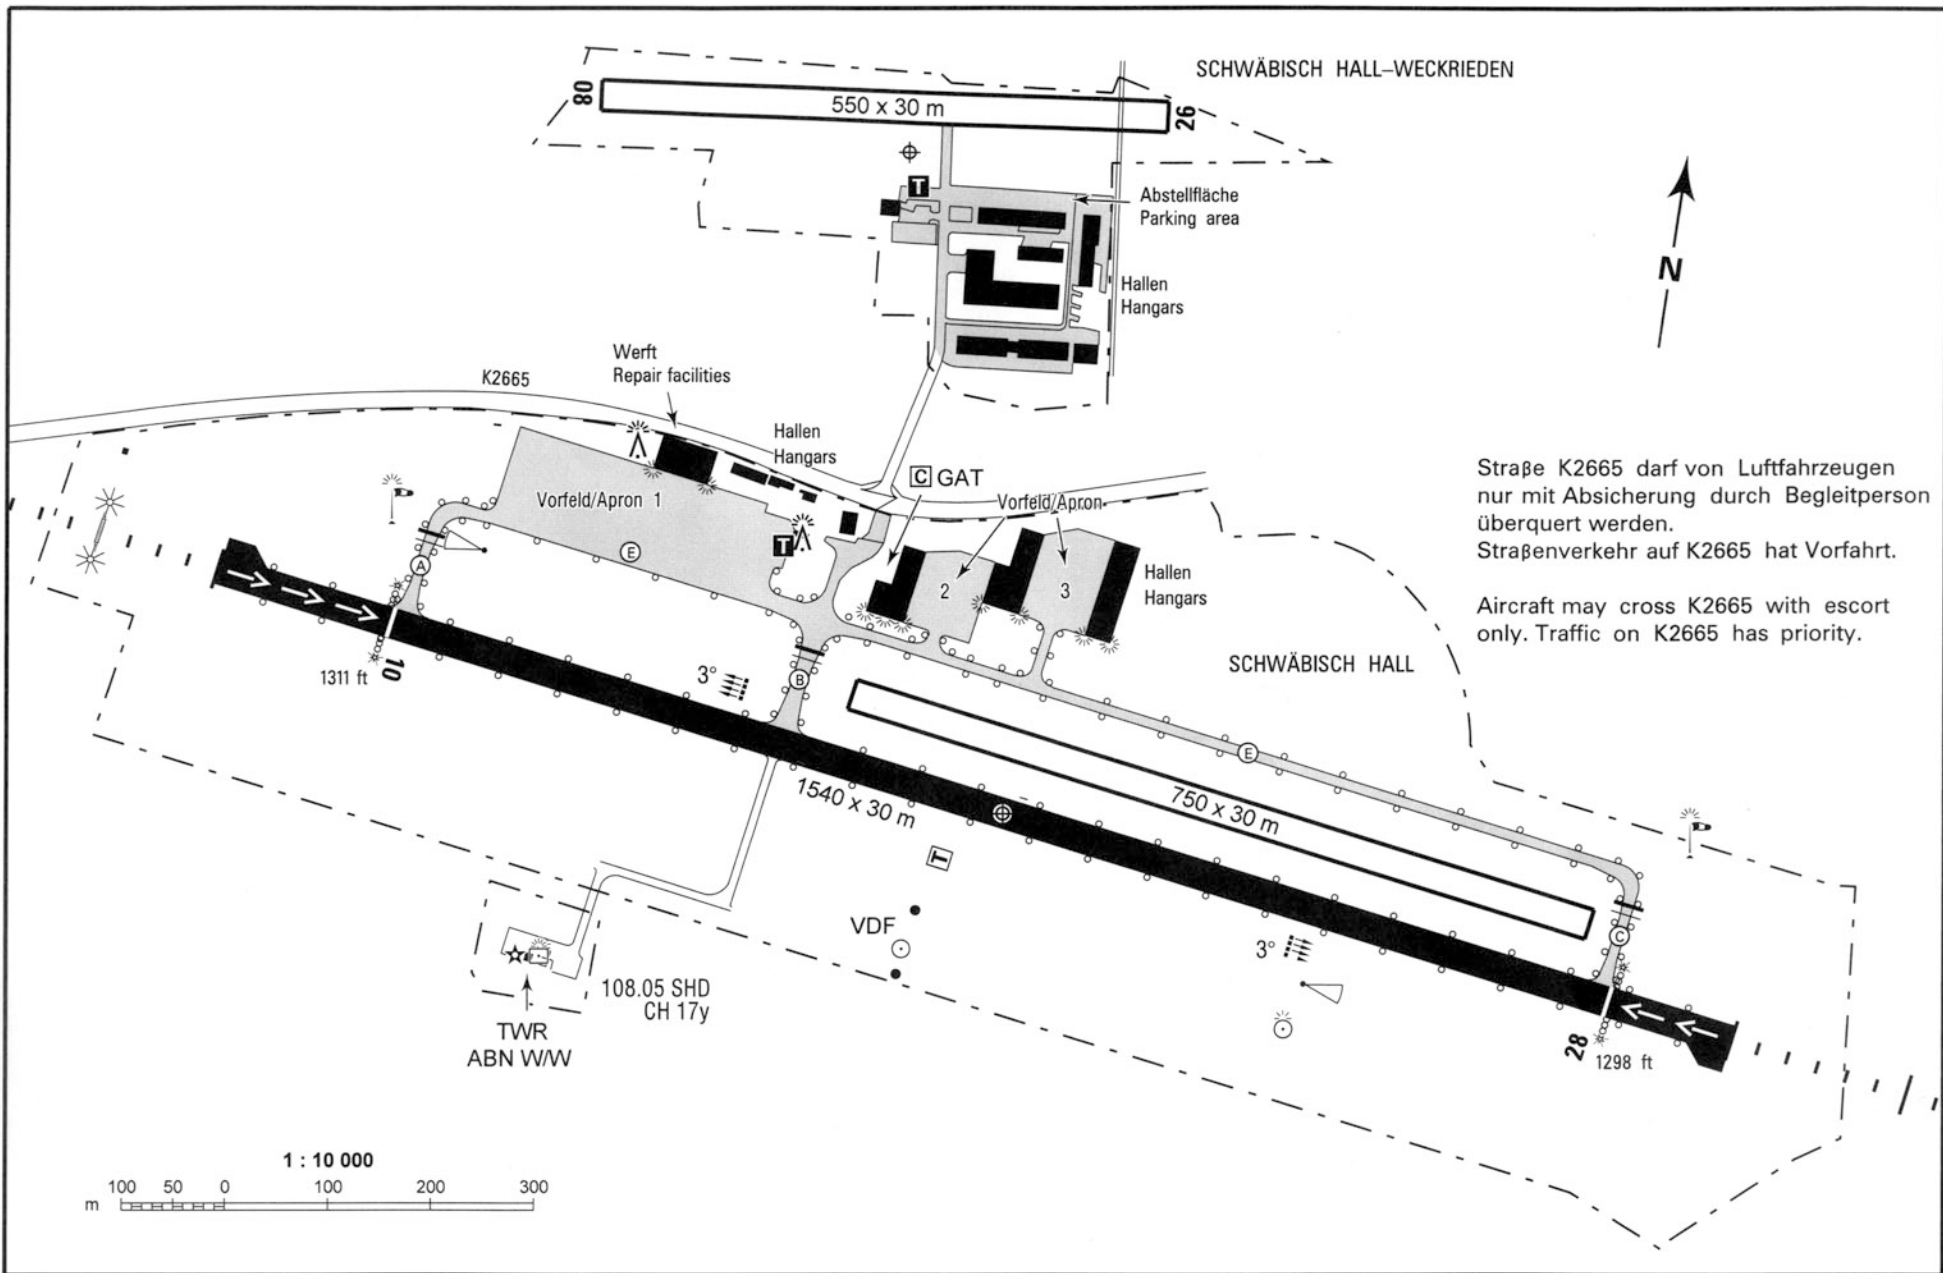 SCHWÄBISCH HALL–WECKRIEDEN
08
550 x 30 m
26
T
Abstellfläche
Parking area
N
Hallen
Hangars
Werft
Repair facilities
K2665
Hallen
Hangars
C GAT
Vorfeld/Apron 1
Vorfeld/Apron
Straße K2665 darf von Luftfahrzeugen
nur mit Absicherung durch Begleitperson
überquert werden.
Straßenverkehr auf K2665 hat Vorfahrt.
Aircraft may cross K2665 with escort
only. Traffic on K2665 has priority.
T
E
A
2
3
Hallen
Hangars
SCHWÄBISCH HALL
10
1311 ft
3°
B
E
1540 x 30 m
750 x 30 m
T
VDF
3°
C
108.05 SHD
CH 17y
TWR
ABN W/W
28
1298 ft
1 : 10 000
100 50 0 100 200 300
m